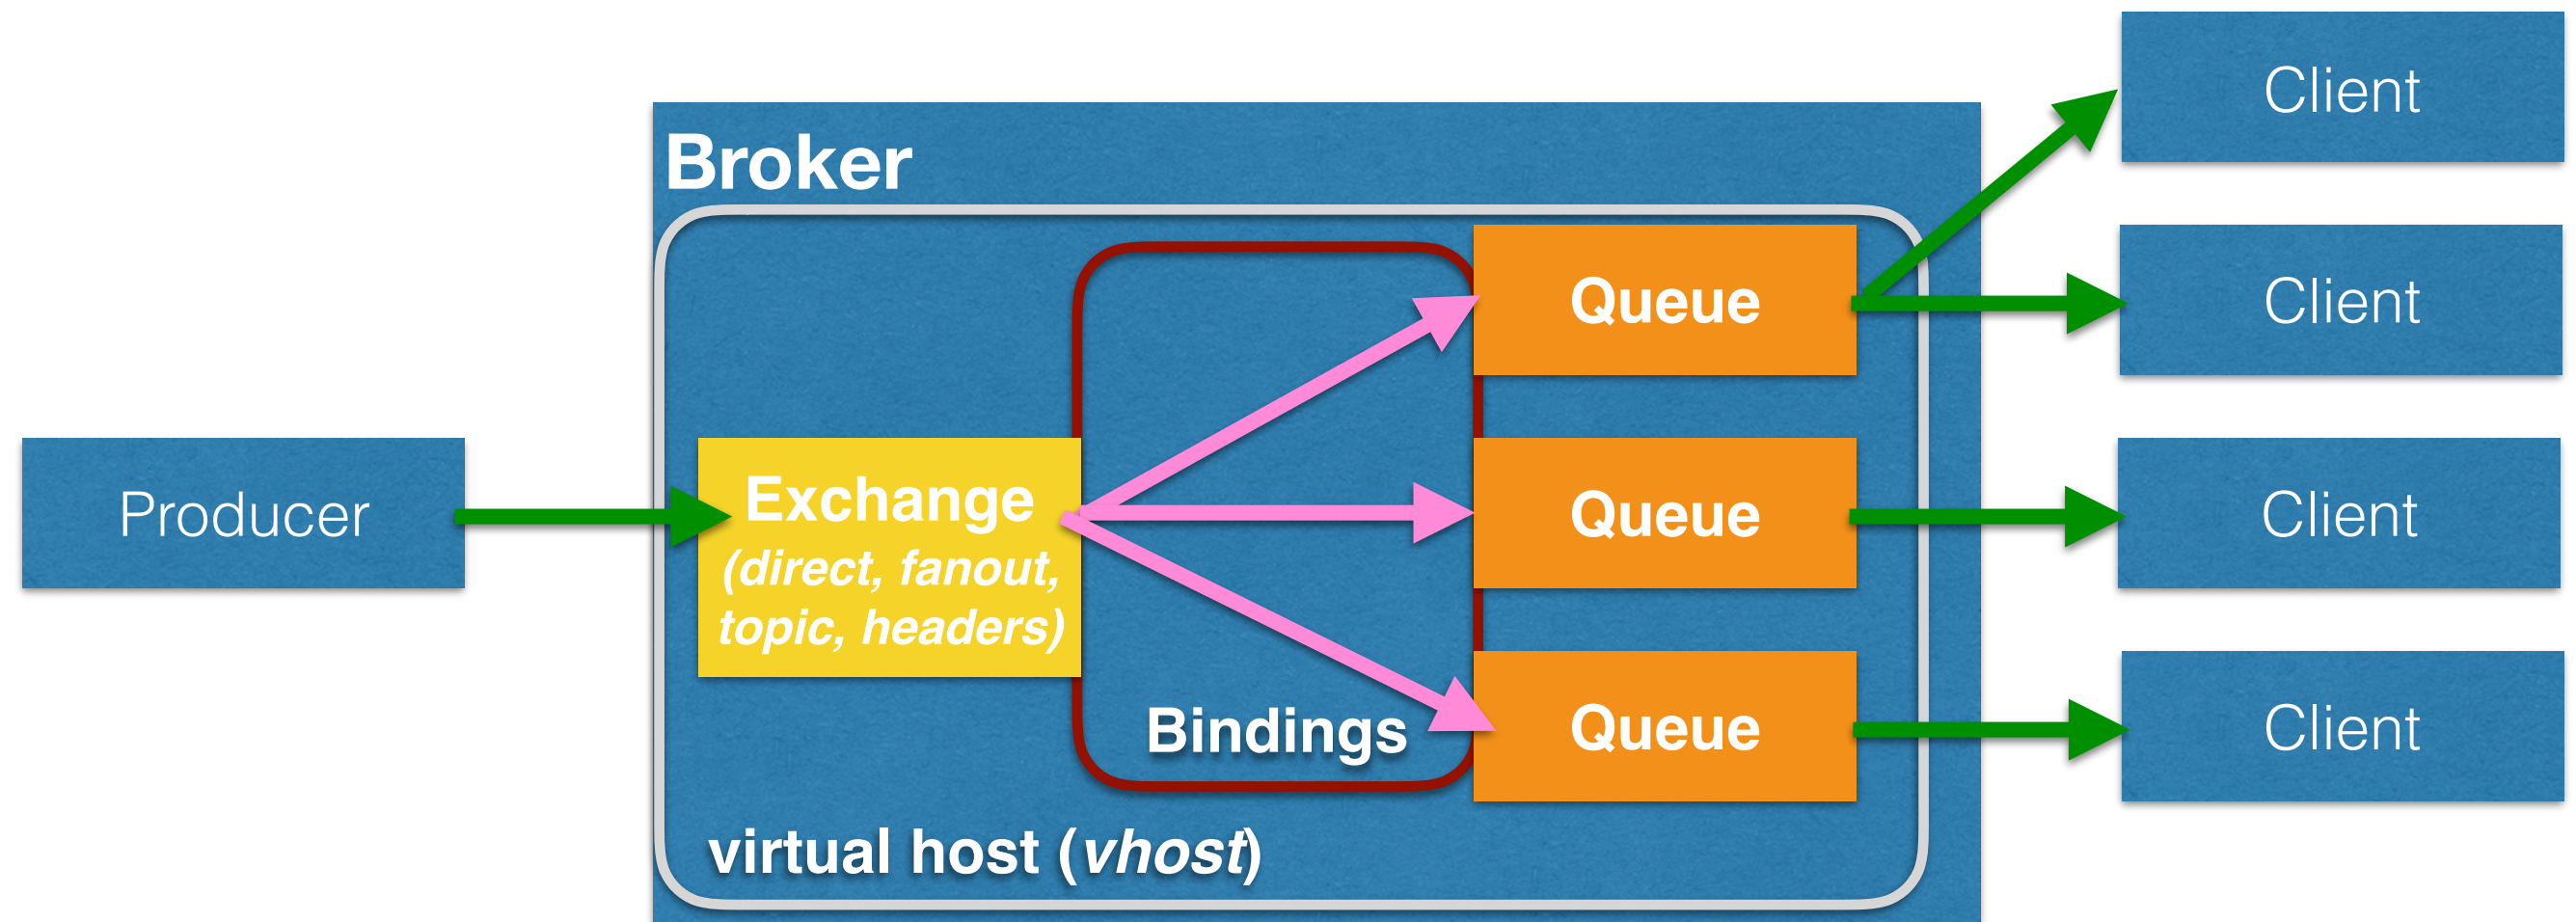 Client
Broker
Queue
Client
Producer
Exchange
(direct, fanout,
topic, headers)
Queue
Client
Bindings
Queue
Client
virtual host (vhost)